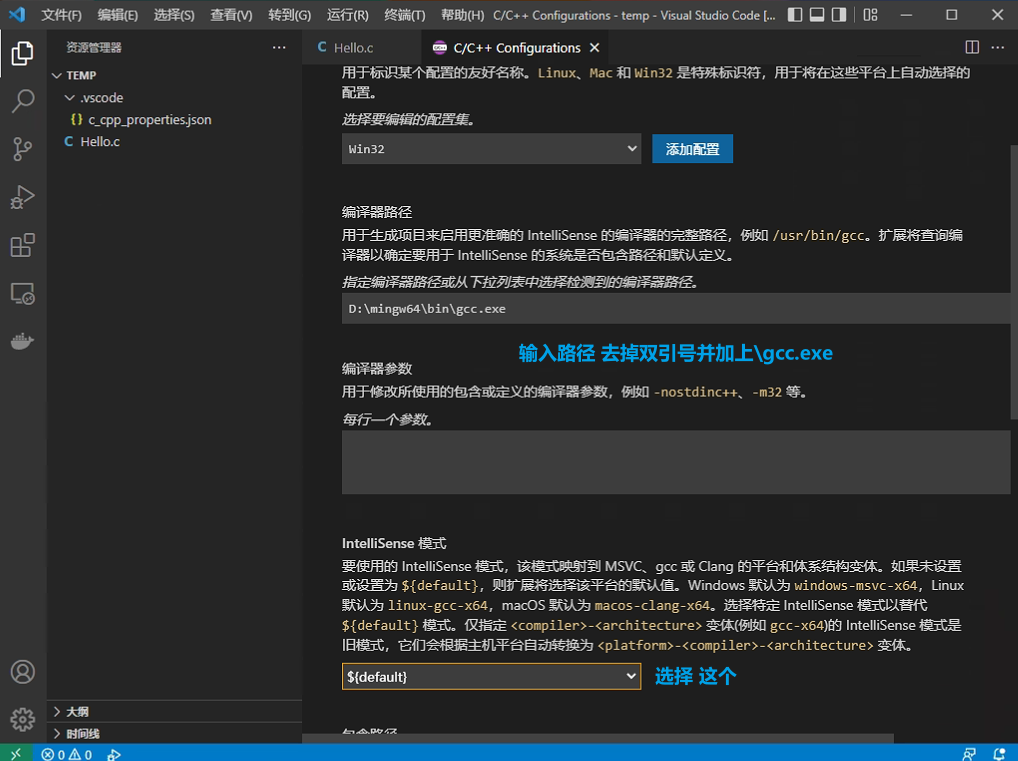 文件(F) 编辑(E) 选择(S) 查看(V) 转到(G) 运行(R) 终端(T) 帮助(H) C/C++ Configurations - temp - Visual Studio Code [...
资源管理器 ···
TEMP
.vscode
{} c_cpp_properties.json
C Hello.c
大纲
时间线
C Hello.c
C/C++ Configurations
用于标识某个配置的友好名称。Linux、Mac 和 Win32 是特殊标识符，用于将在这些平台上自动选择的
配置。
选择要编辑的配置集。
Win32
添加配置
编译器路径
用于生成项目来启用更准确的 IntelliSense 的编译器的完整路径，例如 /usr/bin/gcc。扩展将查询编
译器以确定要用于 IntelliSense 的系统是否包含路径和默认定义。
指定编译器路径或从下拉列表中选择检测到的编译器路径。
D:\mingw64\bin\gcc.exe
输入路径 去掉双引号并加上\gcc.exe
编译器参数
用于修改所使用的包含或定义的编译器参数，例如 -nostdinc++、-m32 等。
每行一个参数。
IntelliSense 模式
要使用的 IntelliSense 模式，该模式映射到 MSVC、gcc 或 Clang 的平台和体系结构变体。如果未设置
或设置为 ${default}，则扩展将选择该平台的默认值。Windows 默认为 windows-msvc-x64，Linux
默认为 linux-gcc-x64，macOS 默认为 macos-clang-x64。选择特定 IntelliSense 模式以替代
${default} 模式。仅指定 <compiler>-<architecture> 变体(例如 gcc-x64)的 IntelliSense 模式是
旧模式，它们会根据主机平台自动转换为 <platform>-<compiler>-<architecture> 变体。
${default}
选择 这个
包含路径
0 0